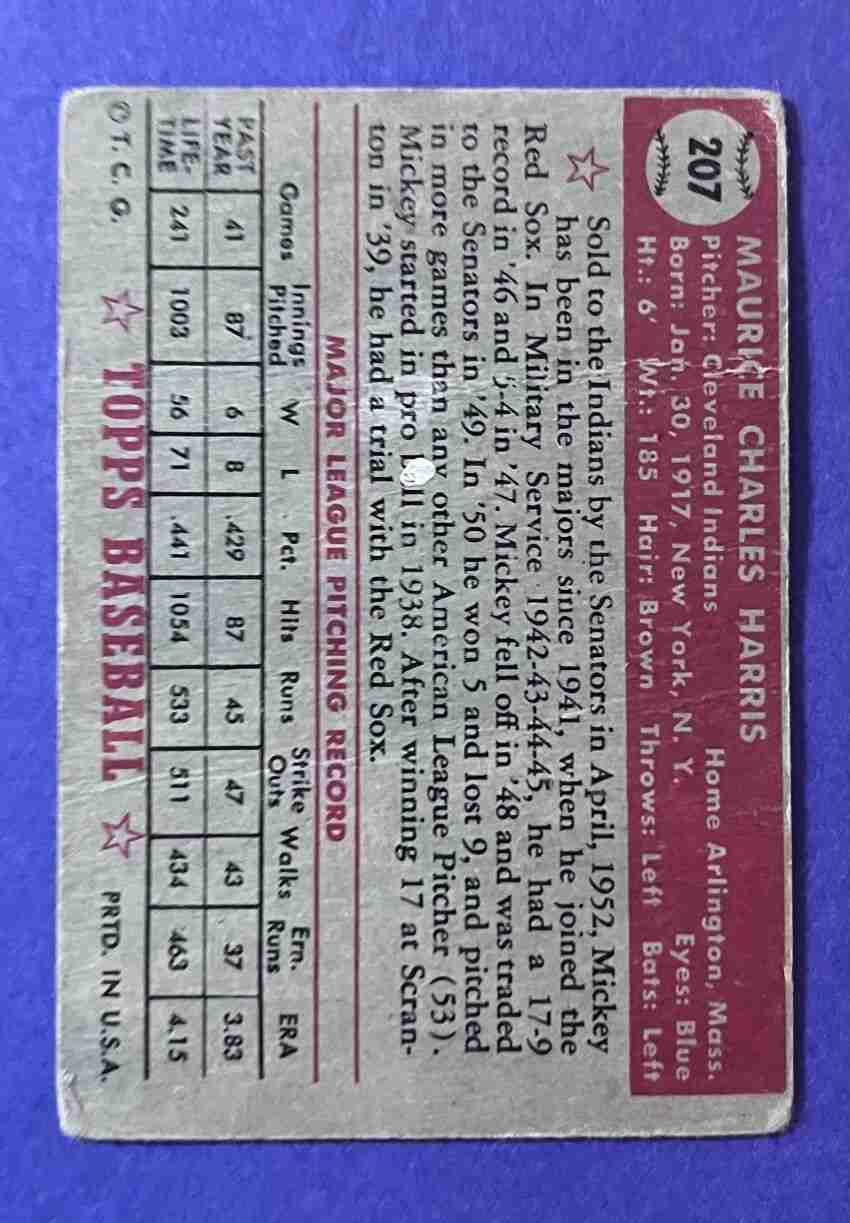 207
MAURICE CHARLES HARRIS
Pitcher: Cleveland Indians Home Arlington, Mass.
Born: Jan. 30, 1917, New York, N. Y. Eyes: Blue
Ht.: 6' Wt.: 185 Hair: Brown Throws: Left Bats: Left
Sold to the Indians by the Senators in April, 1952, Mickey
has been in the majors since 1941, when he joined the
Red Sox. In Military Service 1942-43-44-45, he had a 17-9
record in '46 and 5-4 in '47. Mickey fell off in '48 and was traded
to the Senators in '49. In '50 he won 5 and lost 9, and pitched
in more games than any other American League Pitcher (53).
Mickey started in pro ball in 1938. After winning 17 at Scran-
ton in '39, he had a trial with the Red Sox.
MAJOR LEAGUE PITCHING RECORD
Games Innings Pitched W L Pct. Hits Runs Strike Outs Walks Ern. Runs ERA
PAST YEAR 41 87 6 8 .429 87 45 47 43 37 3.83
LIFE-TIME 241 1003 56 71 .441 1054 533 511 434 463 4.15
© T. C. G. TOPPS BASEBALL PRTD. IN U.S.A.